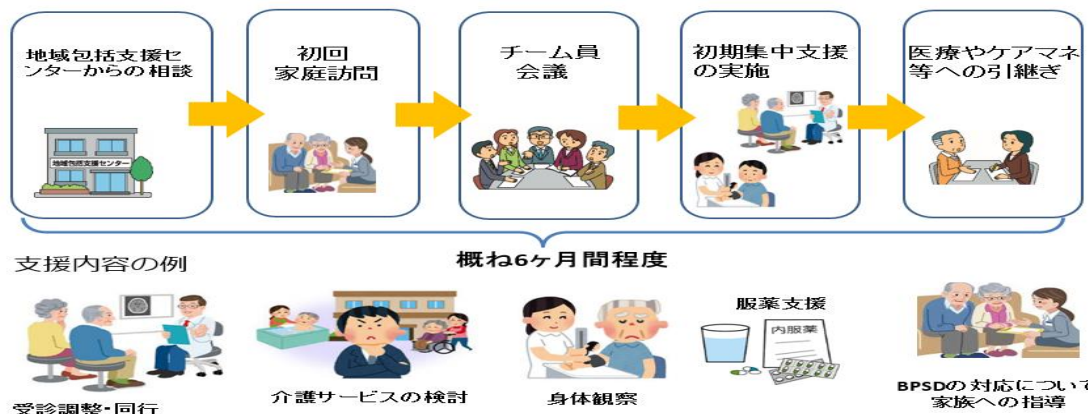 地域包括支援セ
ンターからの相談
地域包括支援センター
初回
家庭訪問
チーム員
会議
初期集中支援
の実施
医療やケアマネ
等への引継ぎ
概ね6ヶ月間程度
支援内容の例
受診調整・同行
介護サービスの検討
身体観察
服薬支援
内服薬
BPSDの対応について
家族への指導